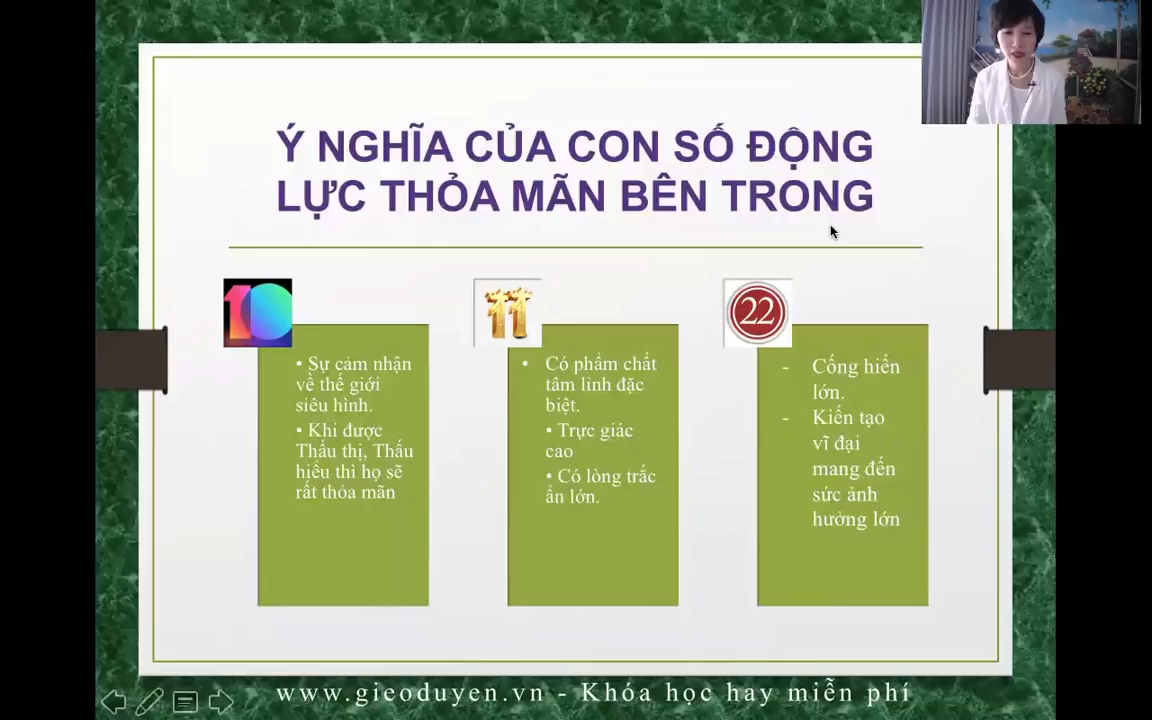 Ý NGHĨA CỦA CON SỐ ĐỘNG
LỰC THỎA MÃN BÊN TRONG
10
• Sự cảm nhận
về thế giới
siêu hình.
• Khi được
Thấu thị, Thấu
hiểu thì họ sẽ
rất thỏa mãn
11
• Có phẩm chất
tâm linh đặc
biệt.
• Trực giác
cao
• Có lòng trắc
ẩn lớn.
22
- Cống hiến
lớn.
- Kiến tạo
vĩ đại
mang đến
sức ảnh
hưởng lớn
www.gieoduyen.vn - Khóa học hay miễn phí